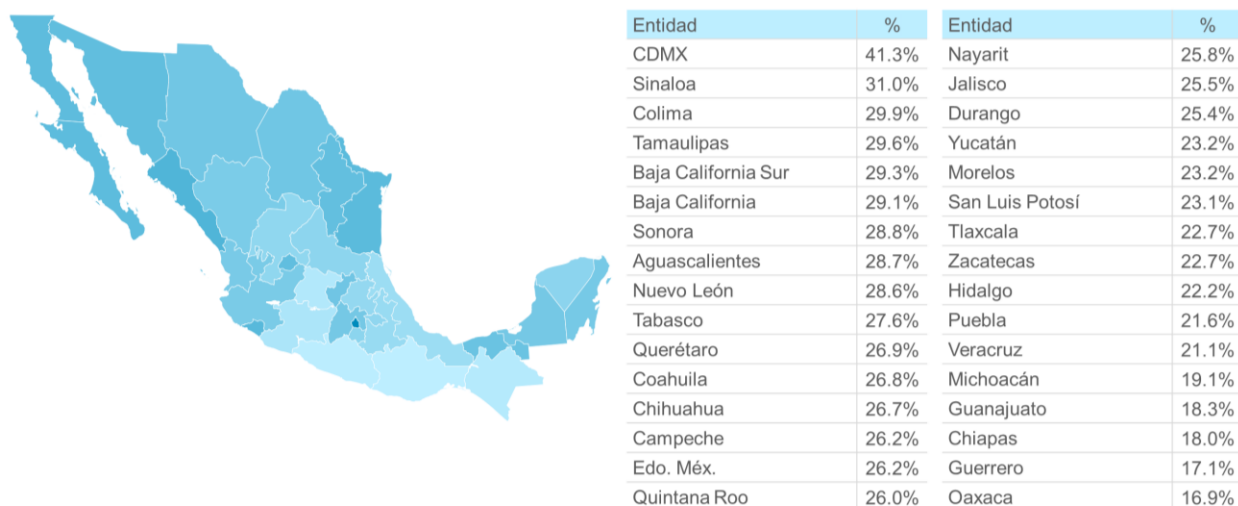 Entidad %
CDMX 41.3%
Sinaloa 31.0%
Colima 29.9%
Tamaulipas 29.6%
Baja California Sur 29.3%
Baja California 29.1%
Sonora 28.8%
Aguascalientes 28.7%
Nuevo León 28.6%
Tabasco 27.6%
Querétaro 26.9%
Coahuila 26.8%
Chihuahua 26.7%
Campeche 26.2%
Edo. Méx. 26.2%
Quintana Roo 26.0%
Entidad %
Nayarit 25.8%
Jalisco 25.5%
Durango 25.4%
Yucatán 23.2%
Morelos 23.2%
San Luis Potosí 23.1%
Tlaxcala 22.7%
Zacatecas 22.7%
Hidalgo 22.2%
Puebla 21.6%
Veracruz 21.1%
Michoacán 19.1%
Guanajuato 18.3%
Chiapas 18.0%
Guerrero 17.1%
Oaxaca 16.9%